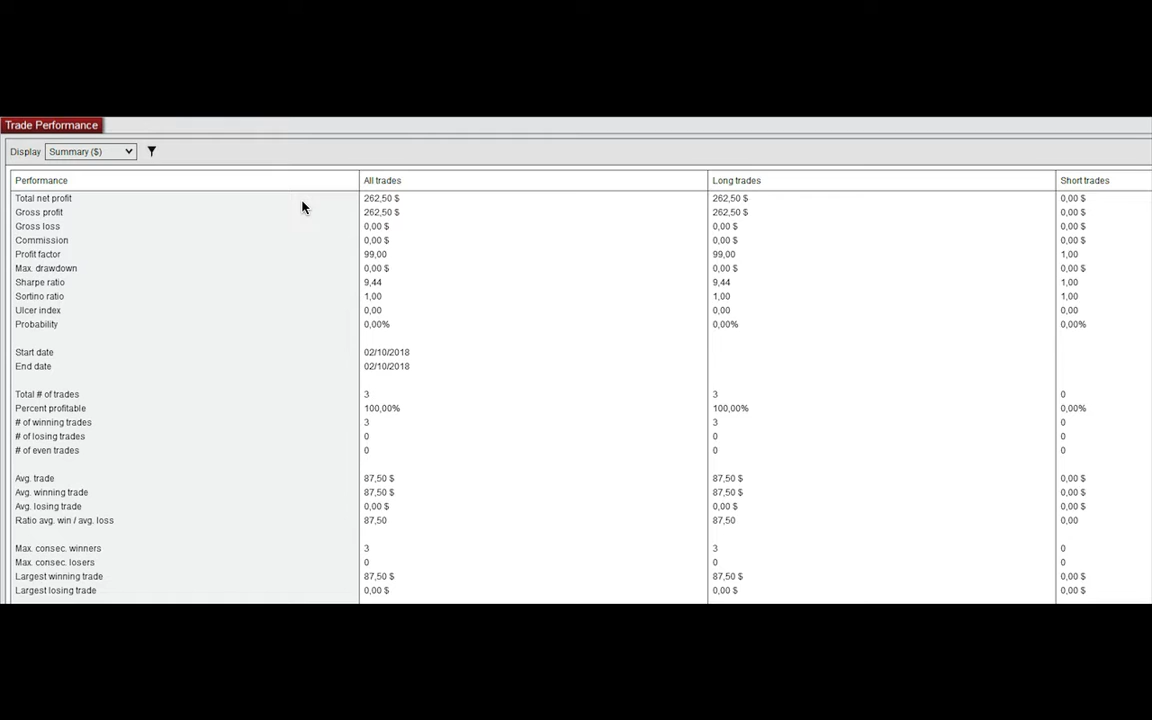 Trade Performance
Display Summary ($)
Performance All trades Long trades Short trades
Total net profit 262,50 $ 262,50 $ 0,00 $
Gross profit 262,50 $ 262,50 $ 0,00 $
Gross loss 0,00 $ 0,00 $ 0,00 $
Commission 0,00 $ 0,00 $ 0,00 $
Profit factor 99,00 99,00 1,00
Max. drawdown 0,00 $ 0,00 $ 0,00 $
Sharpe ratio 9,44 9,44 1,00
Sortino ratio 1,00 1,00 1,00
Ulcer index 0,00 0,00 0,00
Probability 0,00% 0,00% 0,00%
Start date 02/10/2018
End date 02/10/2018
Total # of trades 3 3 0
Percent profitable 100,00% 100,00% 0,00%
# of winning trades 3 3 0
# of losing trades 0 0 0
# of even trades 0 0 0
Avg. trade 87,50 $ 87,50 $ 0,00 $
Avg. winning trade 87,50 $ 87,50 $ 0,00 $
Avg. losing trade 0,00 $ 0,00 $ 0,00 $
Ratio avg. win / avg. loss 87,50 87,50 0,00
Max. consec. winners 3 3 0
Max. consec. losers 0 0 0
Largest winning trade 87,50 $ 87,50 $ 0,00 $
Largest losing trade 0,00 $ 0,00 $ 0,00 $